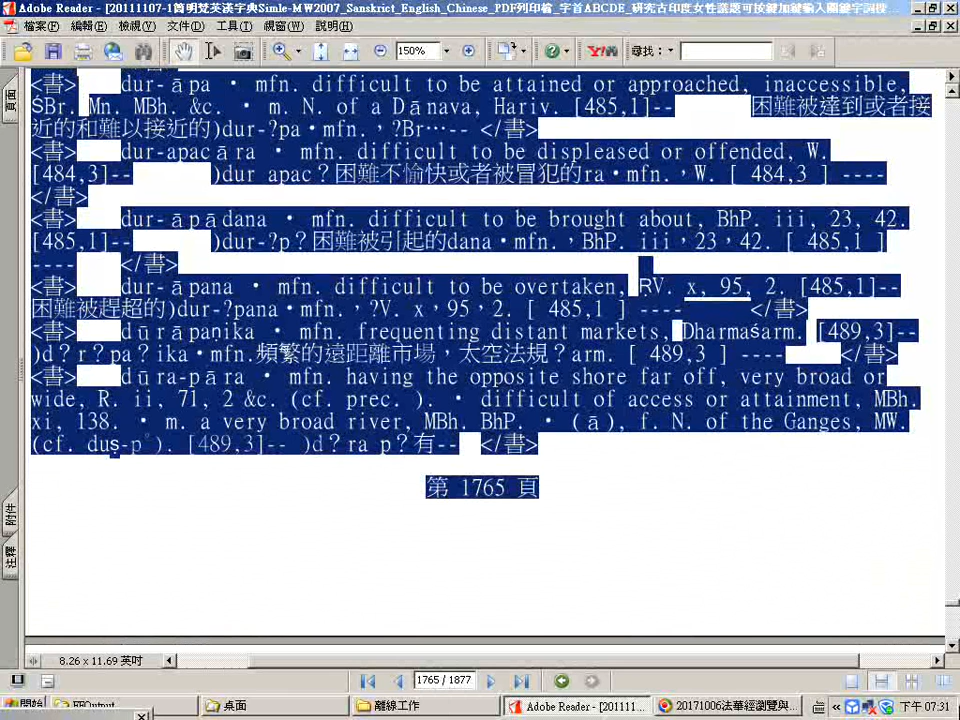 Adobe Reader - [20111107-1簡明梵英漢字典Simle-MW2007_Sanskrict_English_Chinese_PDF列印檔_字首ABCDE_研究古印度女性議題可按鍵加鍵輸入關鍵字詞搜
檔案(F) 編輯(E) 檢視(V) 文件(D) 工具(T) 視窗(W) 說明(H)
150% 尋找:
頁面
<書> dur-āpa • mfn. difficult to be attained or approached, inaccessible,
ŚBr. Mn. MBh. &c. • m. N. of a Dānava, Hariv. [485,1]-- 困難被達到或者接
近的和難以接近的)dur-?pa•mfn.，?Br…-- </書>
<書> dur-apacāra • mfn. difficult to be displeased or offended, W.
[484,3]-- )dur apac？困難不愉快或者被冒犯的ra•mfn.，W. [ 484,3 ] ----
</書>
<書> dur-āpādana • mfn. difficult to be brought about, BhP. iii, 23, 42.
[485,1]-- )dur-?p？困難被引起的dana•mfn.，BhP. iii，23，42. [ 485,1 ]
---- </書>
<書> dur-āpana • mfn. difficult to be overtaken, ṚV. x, 95, 2. [485,1]--
困難被趕超的)dur-?pana•mfn.，?V. x，95，2. [ 485,1 ] ---- </書>
<書> dūrāpaṇika • mfn. frequenting distant markets, Dharmaśarm. [489,3]--
)d？r？pa？ika•mfn.頻繁的遠距離市場，太空法規？arm. [ 489,3 ] ---- </書>
<書> dūra-pāra • mfn. having the opposite shore far off, very broad or
wide, R. ii, 71, 2 &c. (cf. prec. ). • difficult of access or attainment, MBh.
xi, 138. • m. a very broad river, MBh. BhP. • (ā), f. N. of the Ganges, MW.
(cf. duṣ-p°). [489,3]-- )d？ra p？有-- </書>
第 1765 頁
附件
注釋
8.26 x 11.69 英吋
1765 / 1877
開始 桌面 離線工作 Adobe Reader - [201111... 20171006法華經瀏覽與... 下午 07:31